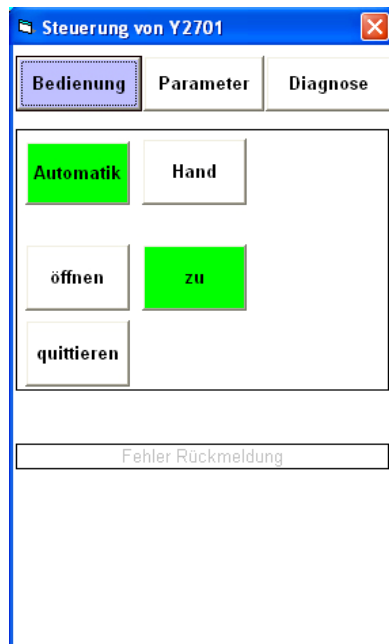 Steuerung von Y2701
Bedienung Parameter Diagnose
Automatik Hand
öffnen zu
quittieren
Fehler Rückmeldung